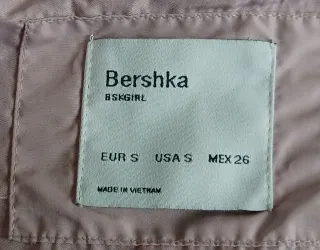 Bershka
BSKGIRL
EUR S USA S MEX 26
MADE IN VIETNAM